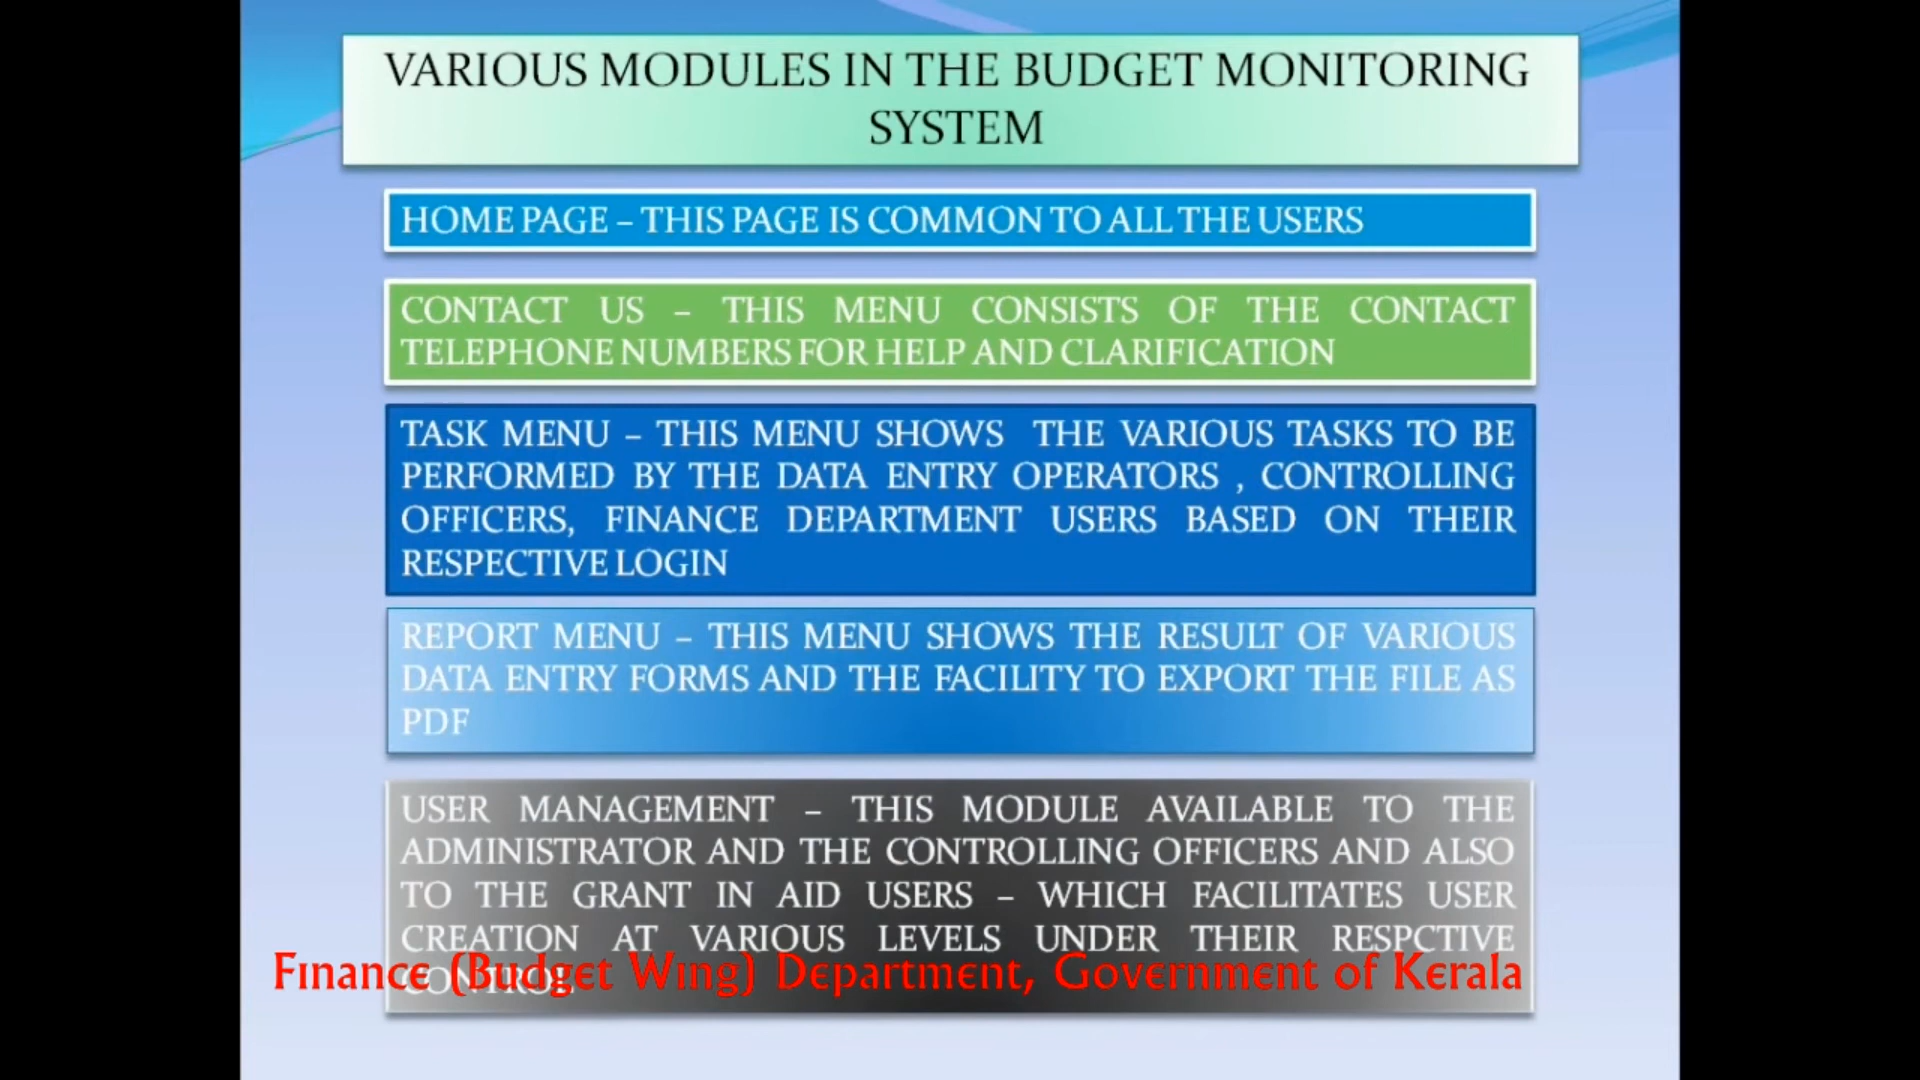 VARIOUS MODULES IN THE BUDGET MONITORING
SYSTEM
HOME PAGE – THIS PAGE IS COMMON TO ALL THE USERS
CONTACT US – THIS MENU CONSISTS OF THE CONTACT
TELEPHONE NUMBERS FOR HELP AND CLARIFICATION
TASK MENU – THIS MENU SHOWS THE VARIOUS TASKS TO BE
PERFORMED BY THE DATA ENTRY OPERATORS , CONTROLLING
OFFICERS, FINANCE DEPARTMENT USERS BASED ON THEIR
RESPECTIVE LOGIN
REPORT MENU – THIS MENU SHOWS THE RESULT OF VARIOUS
DATA ENTRY FORMS AND THE FACILITY TO EXPORT THE FILE AS
PDF
USER MANAGEMENT – THIS MODULE AVAILABLE TO THE
ADMINISTRATOR AND THE CONTROLLING OFFICERS AND ALSO
TO THE GRANT IN AID USERS – WHICH FACILITATES USER
CREATION AT VARIOUS LEVELS UNDER THEIR RESPCTIVE
CONTROL
Finance (Budget Wing) Department, Government of Kerala